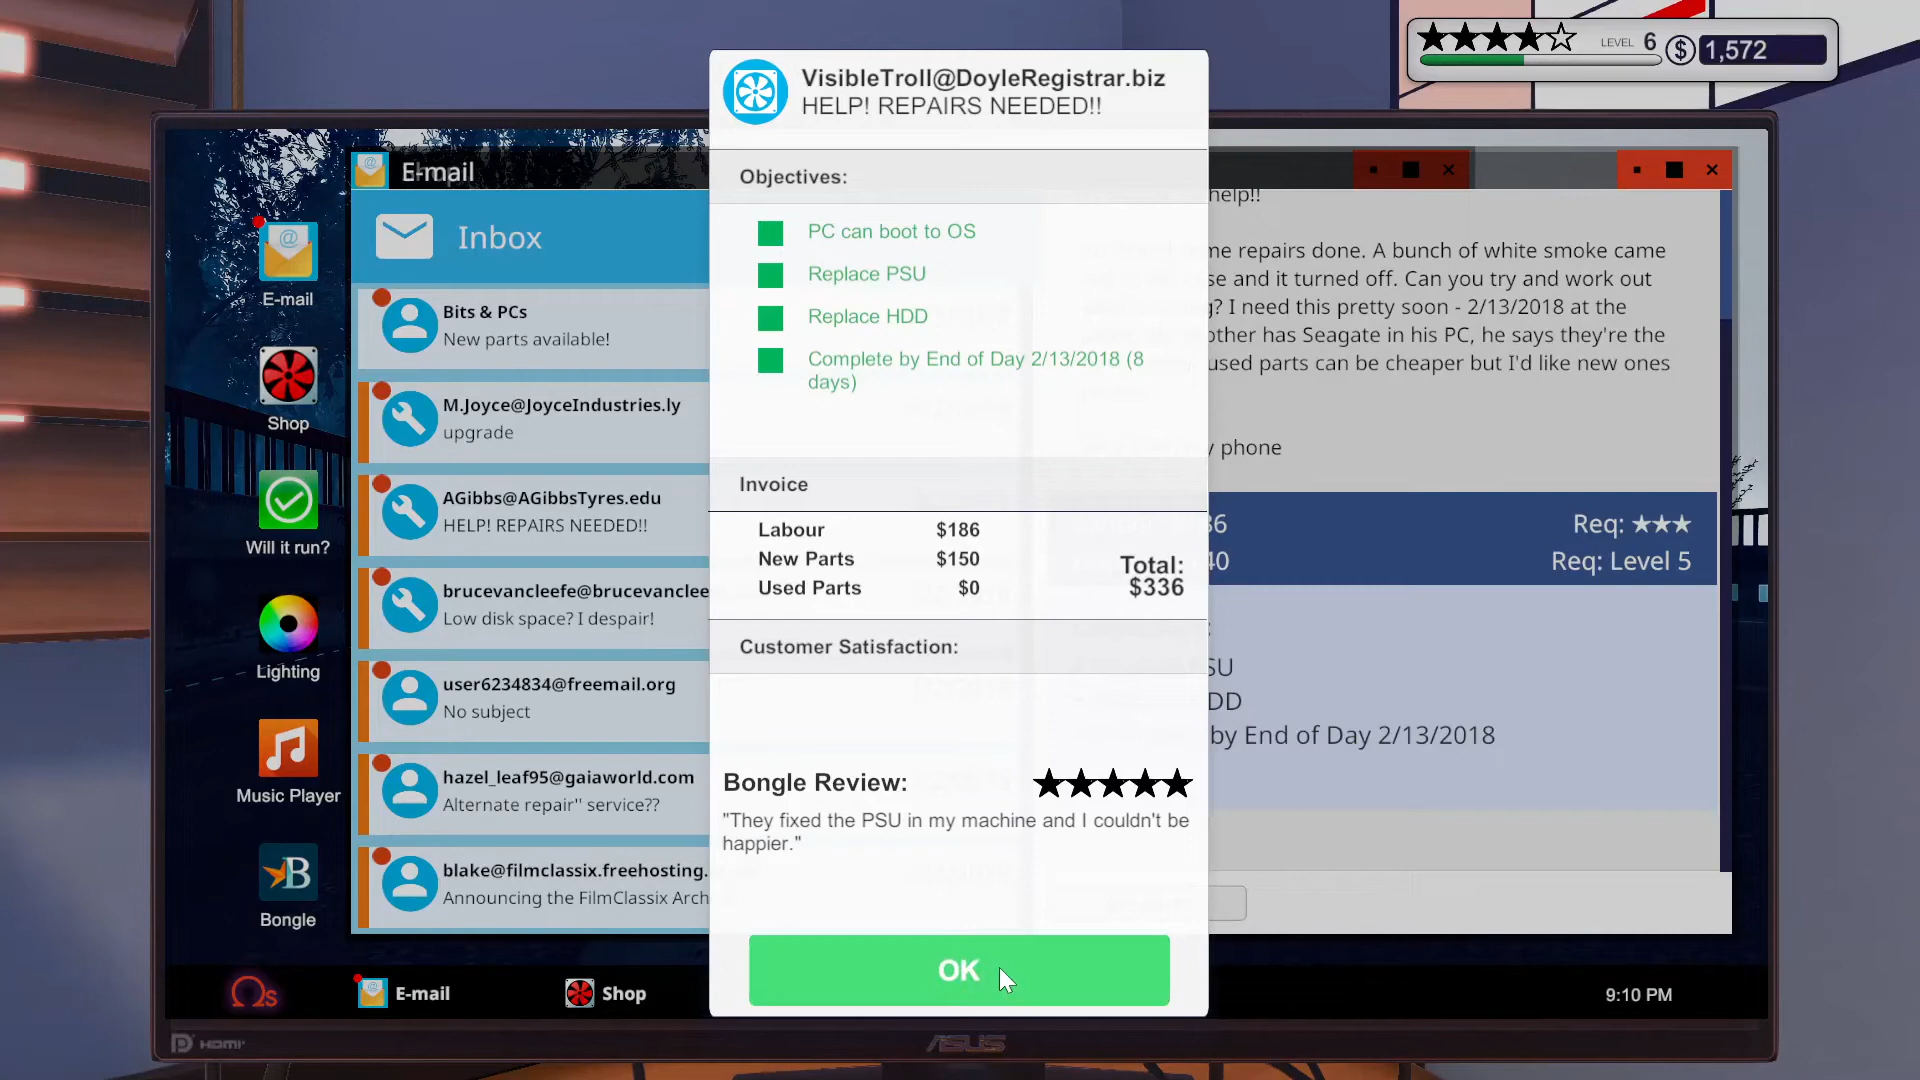 LEVEL 6
$ 1,572
VisibleTroll@DoyleRegistrar.biz
HELP! REPAIRS NEEDED!!
Objectives:
PC can boot to OS
Replace PSU
Replace HDD
Complete by End of Day 2/13/2018 (8
days)
Invoice
Labour $186
New Parts $150
Used Parts $0
Total:
$336
Customer Satisfaction:
Bongle Review: ★★★★★
"They fixed the PSU in my machine and I couldn't be
happier."
OK
E-mail
Inbox
Bits & PCs
New parts available!
M.Joyce@JoyceIndustries.ly
upgrade
AGibbs@AGibbsTyres.edu
HELP! REPAIRS NEEDED!!
brucevancleefe@brucevanclee
Low disk space? I despair!
user6234834@freemail.org
No subject
hazel_leaf95@gaiaworld.com
Alternate repair" service??
blake@filmclassix.freehosting.
Announcing the FilmClassix Arch
help!!
me repairs done. A bunch of white smoke came
se and it turned off. Can you try and work out
g? I need this pretty soon - 2/13/2018 at the
other has Seagate in his PC, he says they're the
used parts can be cheaper but I'd like new ones
y phone
Req: ★★★
Req: Level 5
by End of Day 2/13/2018
E-mail
Shop
Will it run?
Lighting
Music Player
B
Bongle
Ωs
E-mail
Shop
9:10 PM
HDMI
ASUS